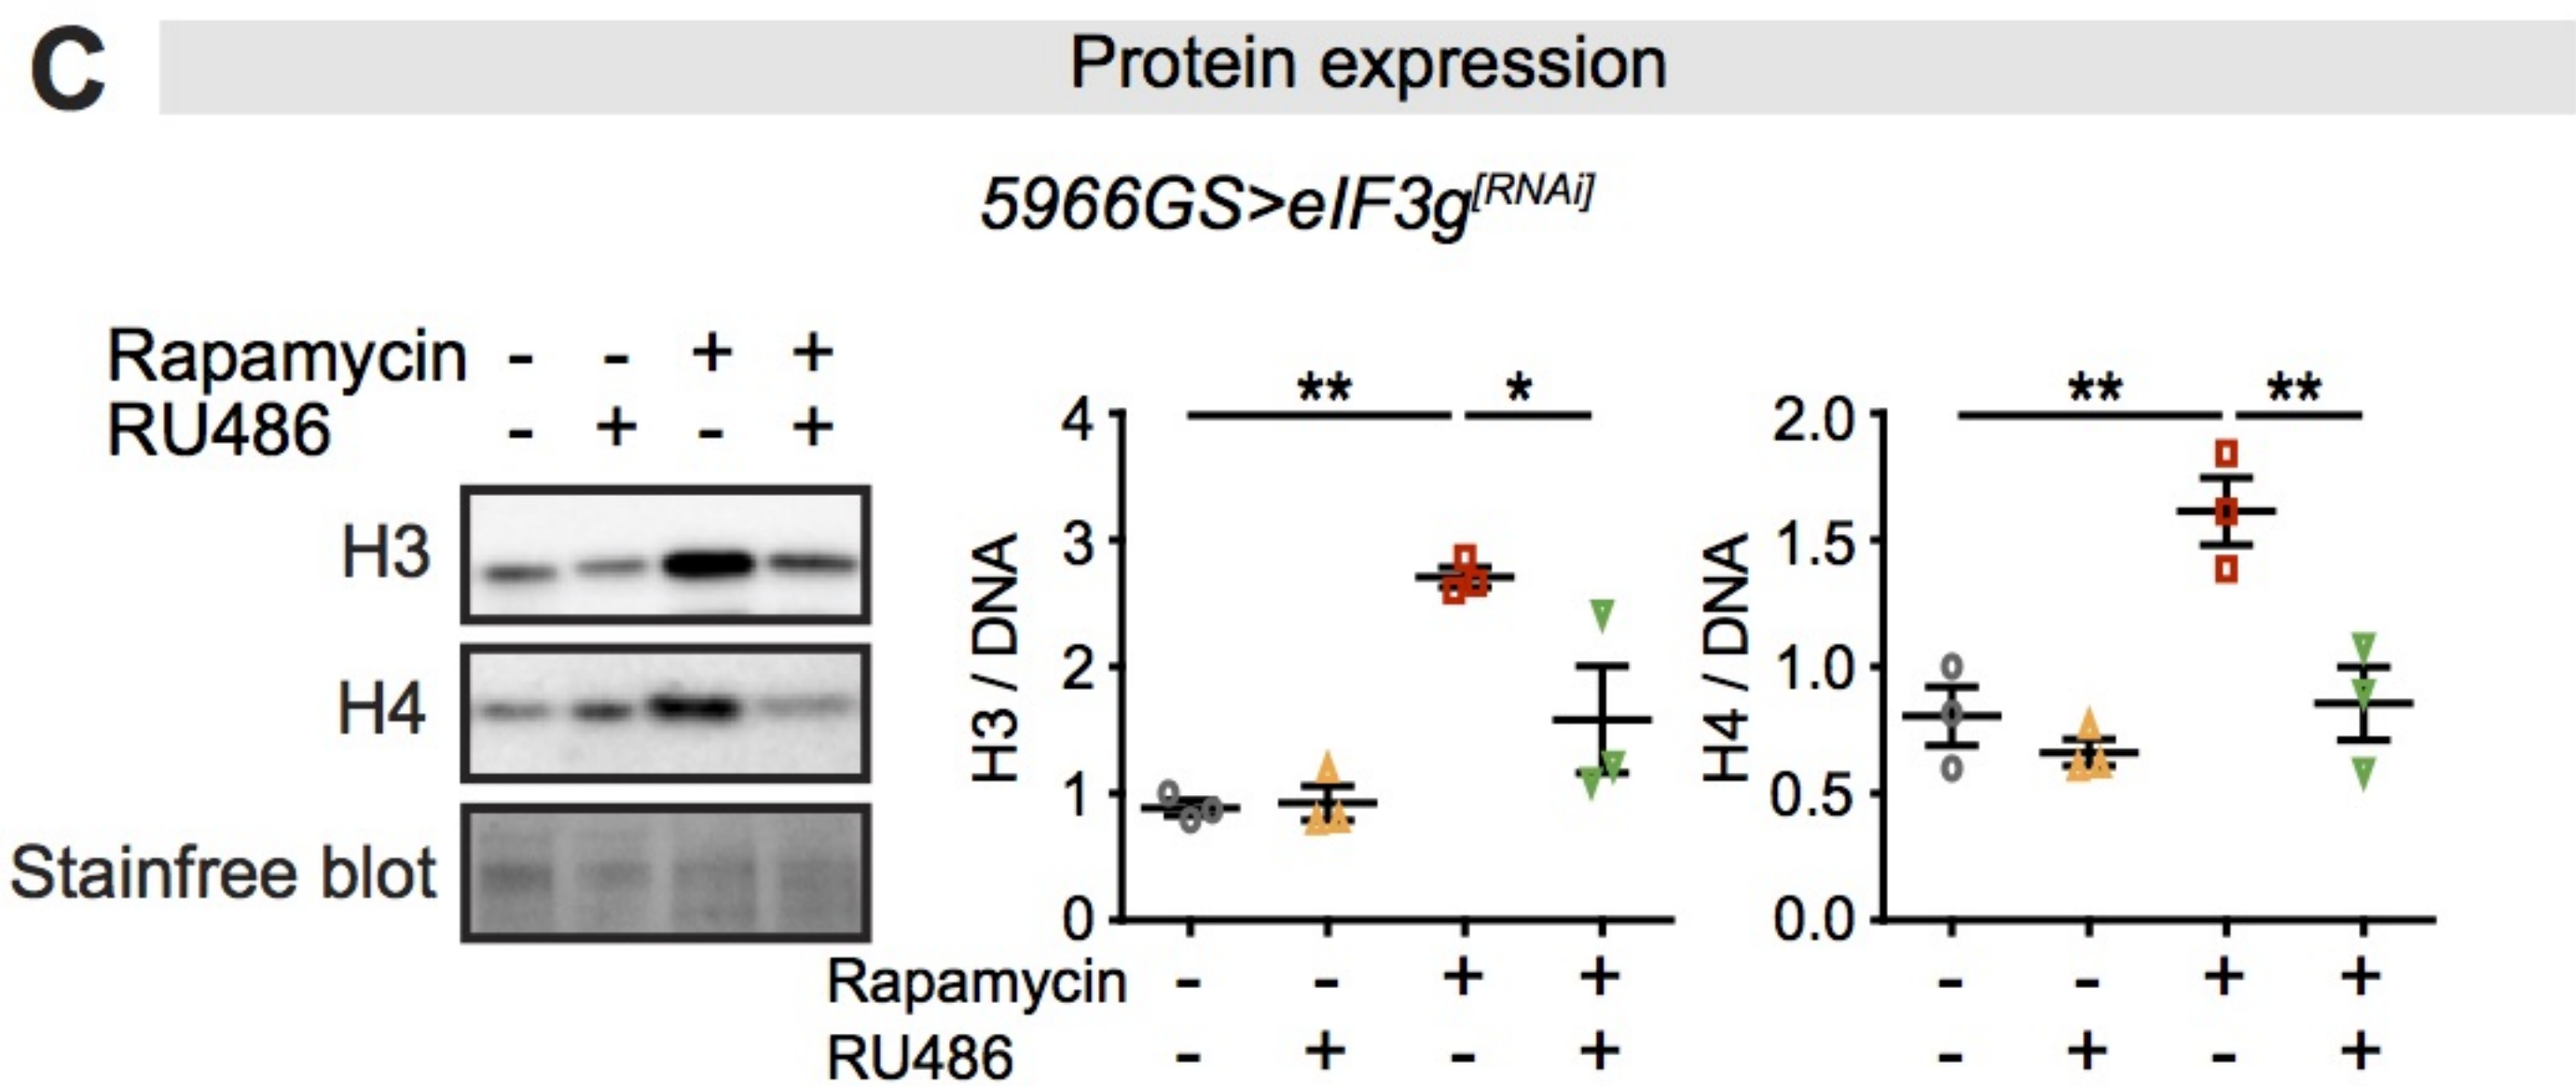 C
Protein expression
5966GS>eIF3g[RNAi]
Rapamycin - - + +
RU486 - + - +
H3
H4
Stainfree blot
** *
H3 / DNA
4
3
2
1
0
Rapamycin - - + +
RU486 - + - +
** **
H4 / DNA
2.0
1.5
1.0
0.5
0.0
- - + +
- + - +